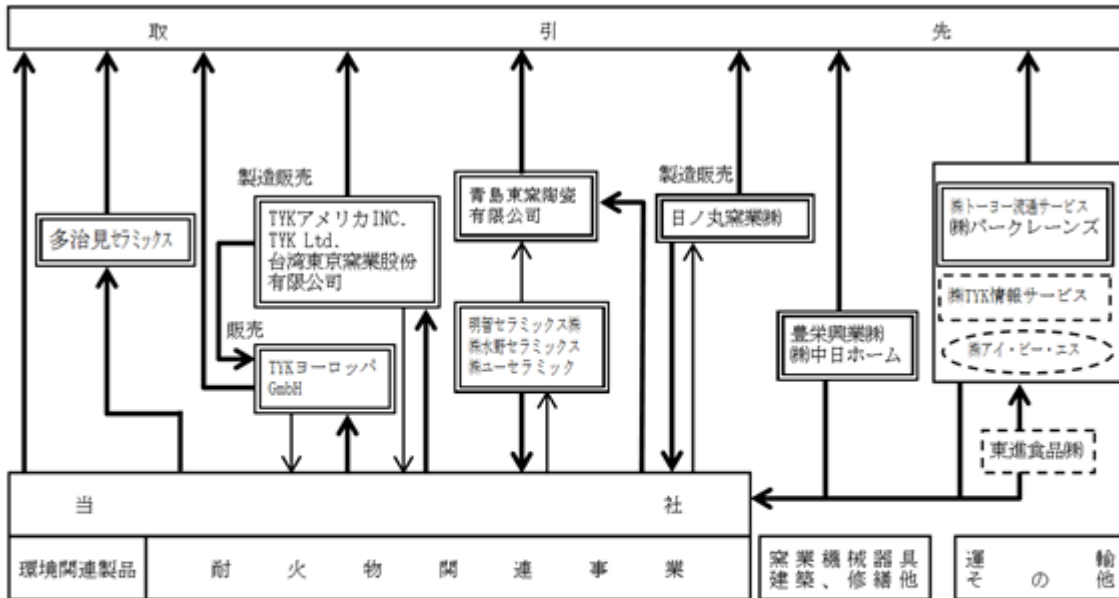 取引先
製造販売
TYKアメリカINC.
TYK Ltd.
台湾東京窯業股份
有限公司
青島東窯陶瓷
有限公司
製造販売
日ノ丸窯業㈱
㈱トーヨー流通サービス
㈱パークレーンズ
多治見セラミックス
㈱TYK情報サービス
販売
明智セラミックス㈱
㈱水野セラミックス
㈱ユーセラミック
豊栄興業㈱
㈱中日ホーム
㈱アイ・ピー・エス
TYKヨーロッパ
GmbH
東進食品㈱
当社
環境関連製品
耐火物関連事業
窯業機械器具
建築、修繕他
運輸
その他